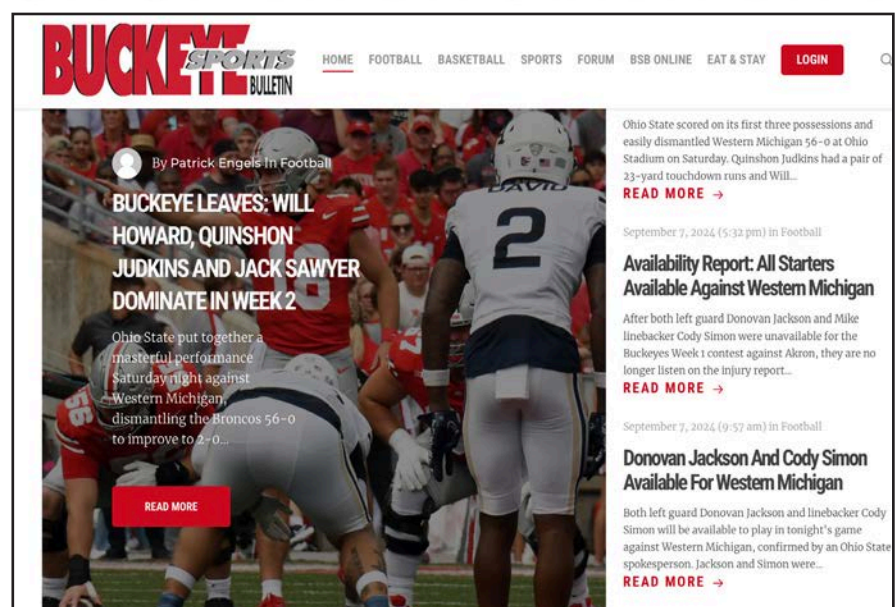 BUCKEYE
SPORTS
BULLETIN
HOME FOOTBALL BASKETBALL SPORTS FORUM BSB ONLINE EAT & STAY LOGIN
By Patrick Engels In Football
BUCKEYE LEAVES: WILL
HOWARD, QUINSHON
JUDKINS AND JACK SAWYER
DOMINATE IN WEEK 2
Ohio State put together a
masterful performance
Saturday night against
Western Michigan,
dismantling the Broncos 56-0
to improve to 2-0...
READ MORE
18
DAVID
2
56
Ohio State scored on its first three possessions and
easily dismantled Western Michigan 56-0 at Ohio
Stadium on Saturday. Quinshon Judkins had a pair of
23-yard touchdown runs and Will...
READ MORE →
September 7, 2024 (5:32 pm) in Football
Availability Report: All Starters
Available Against Western Michigan
After both left guard Donovan Jackson and Mike
linebacker Cody Simon were unavailable for the
Buckeyes Week 1 contest against Akron, they are no
longer listen on the injury report...
READ MORE →
September 7, 2024 (9:57 am) in Football
Donovan Jackson And Cody Simon
Available For Western Michigan
Both left guard Donovan Jackson and linebacker Cody
Simon will be available to play in tonight's game
against Western Michigan, confirmed by an Ohio State
spokesperson. Jackson and Simon were...
READ MORE →